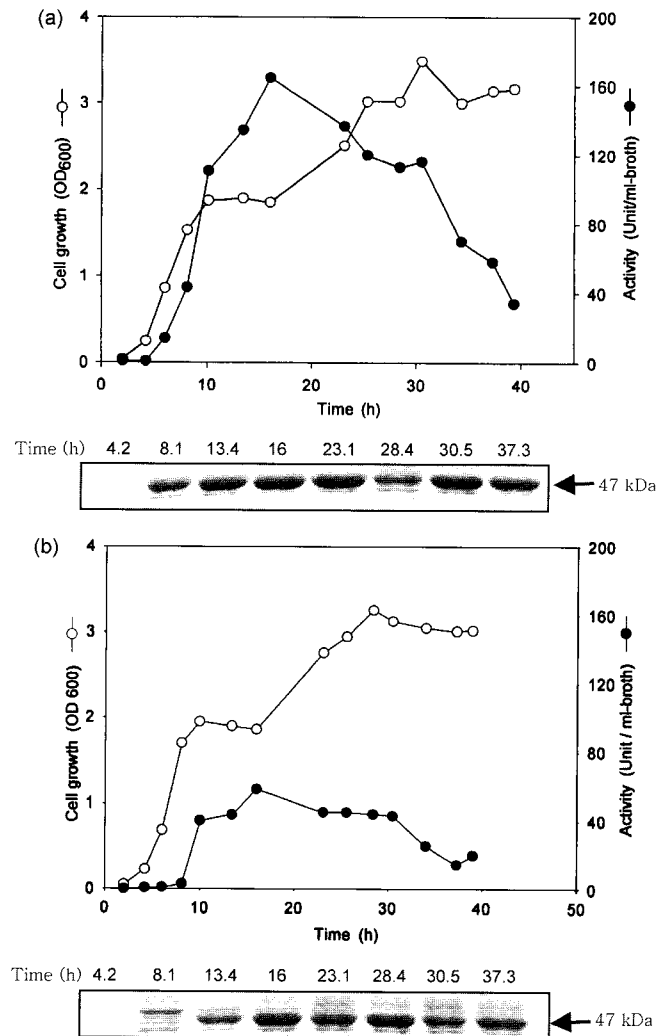 (a)
4
3
2
1
0
200
160
120
80
40
0
Cell growth (OD600)
Activity (Unit/ml-broth)
0 10 20 30 40
Time (h)
Time (h) 4.2 8.1 13.4 16 23.1 28.4 30.5 37.3
47 kDa
(b)
4
3
2
1
0
200
160
120
80
40
0
Cell growth (OD 600)
Activity (Unit / ml-broth)
0 10 20 30 40 50
Time (h)
Time (h) 4.2 8.1 13.4 16 23.1 28.4 30.5 37.3
47 kDa